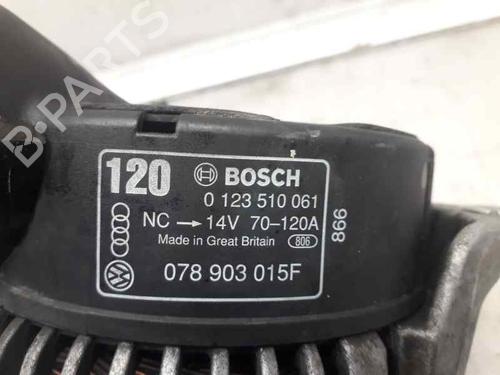 B-PARTS
120 BOSCH
0 123 510 061
NC → 14V 70-120A
Made in Great Britain 806
866
078 903 015F